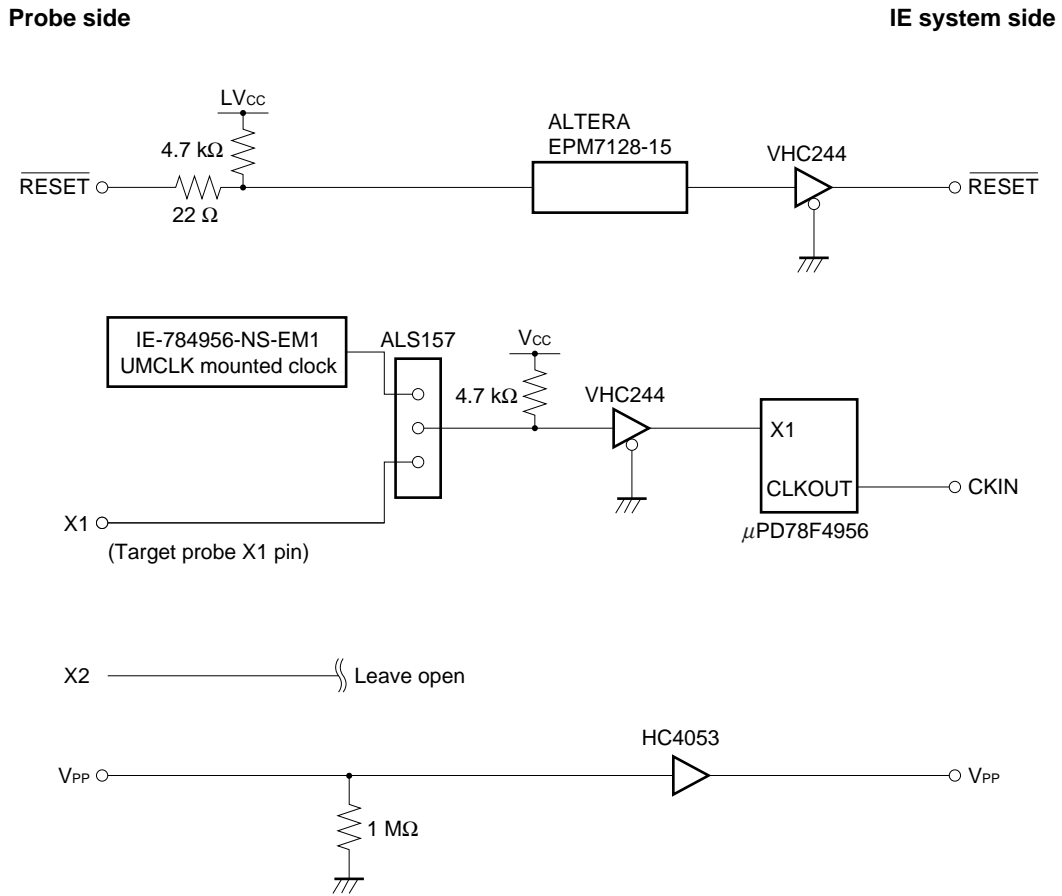 Probe side
IE system side
LVCC
4.7 kΩ
22 Ω
RESET
ALTERA
EPM7128-15
VHC244
RESET
IE-784956-NS-EM1
UMCLK mounted clock
ALS157
VCC
4.7 kΩ
VHC244
X1
CLKOUT
μPD78F4956
CKIN
X1
(Target probe X1 pin)
X2
Leave open
HC4053
VPP
VPP
1 MΩ